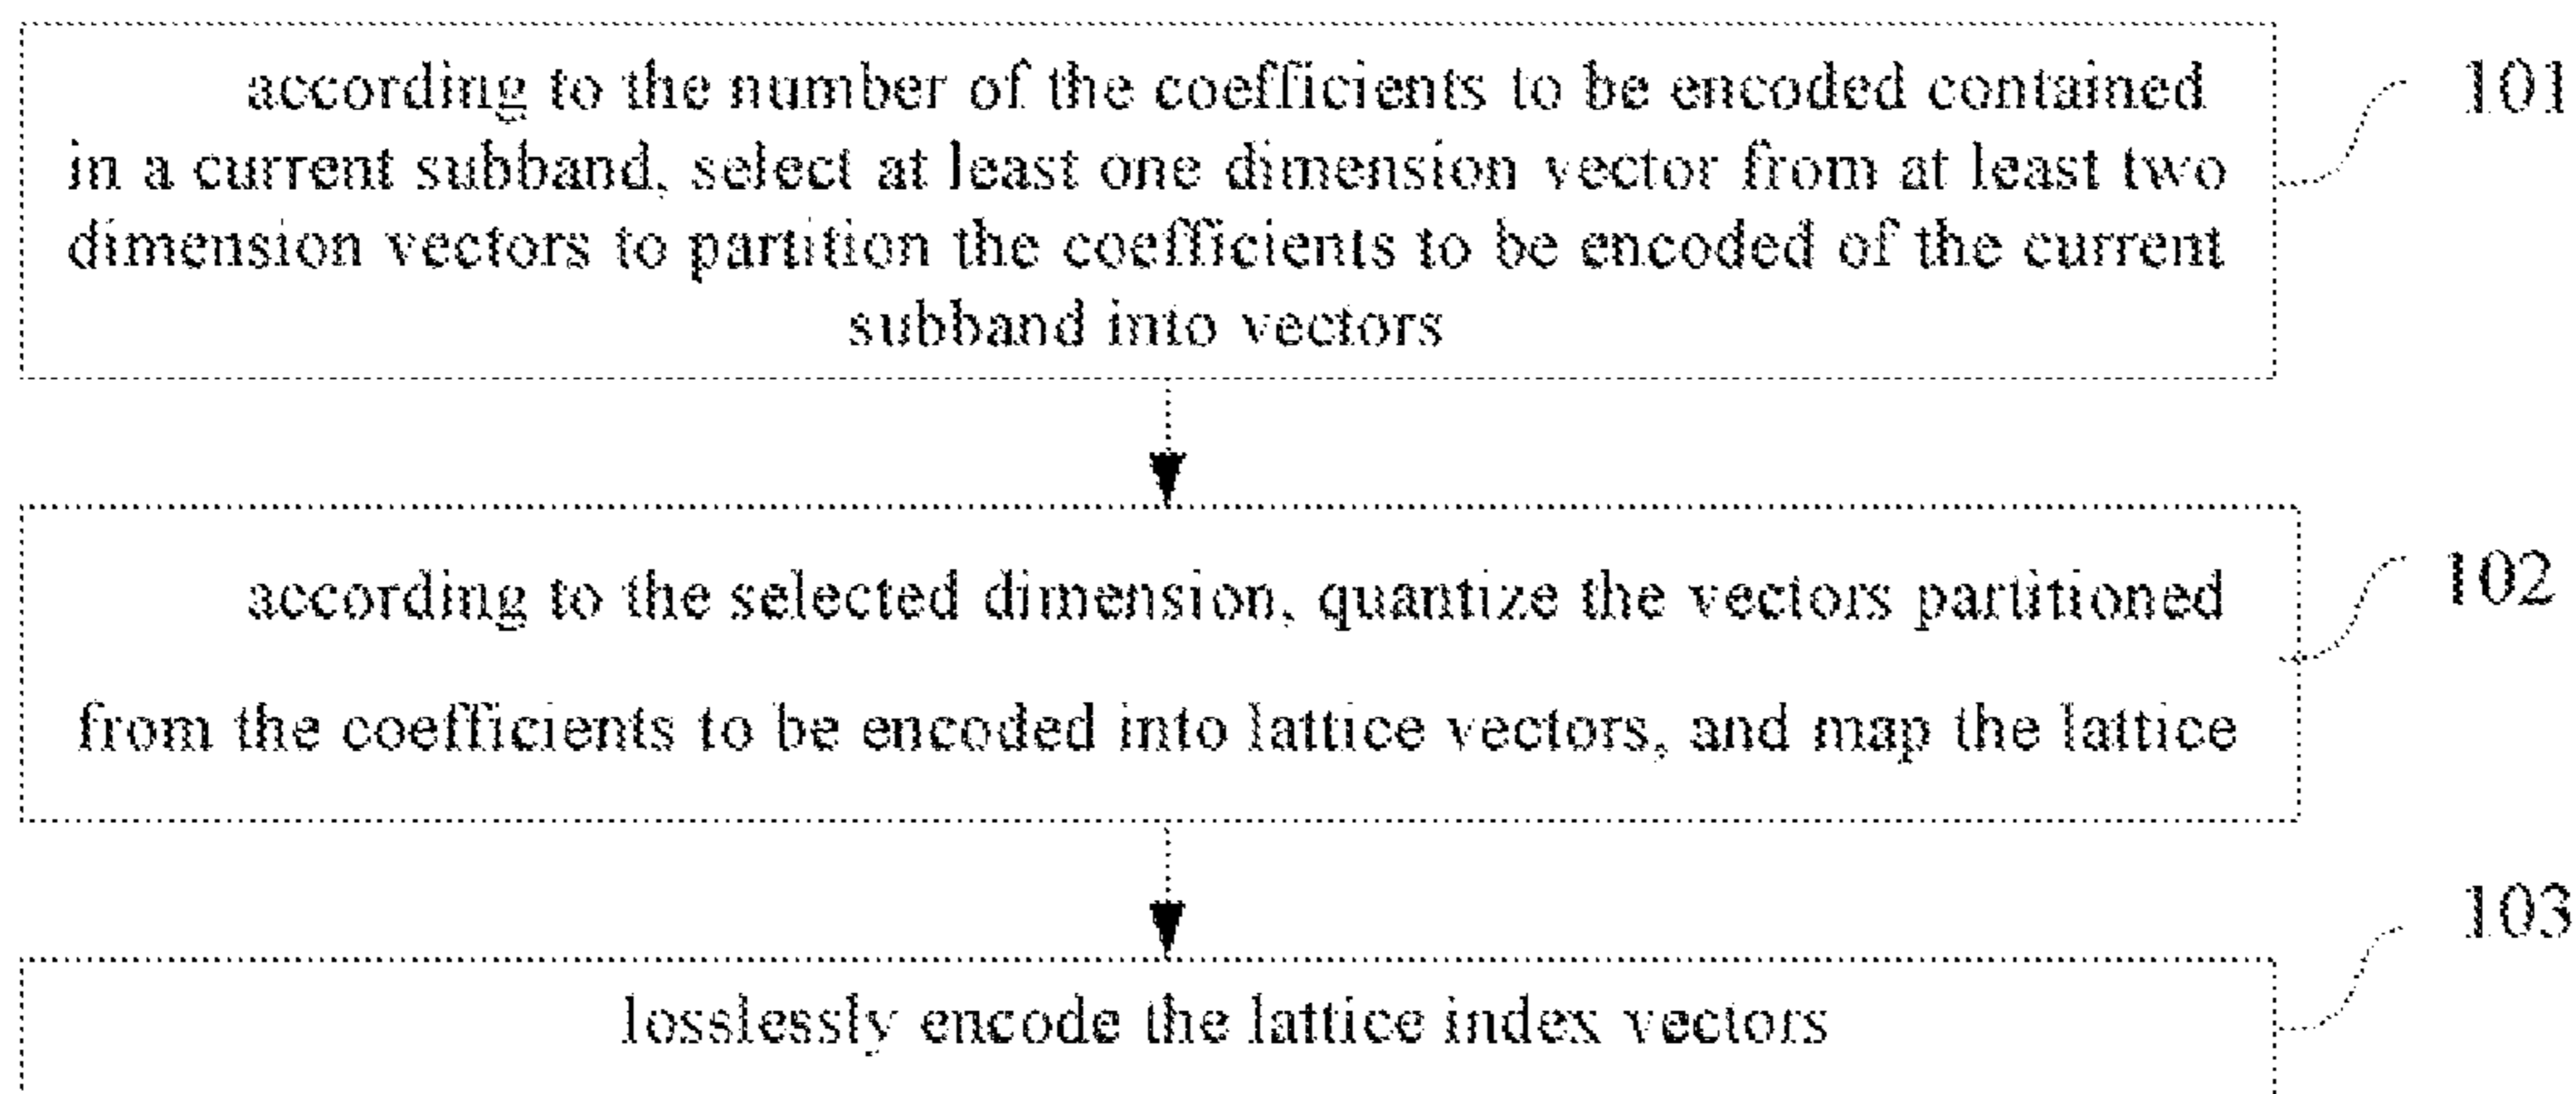 according to the number of the coefficients to be encoded contained
in a current subband, select at least one dimension vector from at least two
dimension vectors to partition the coefficients to be encoded of the current
subband into vectors
101
according to the selected dimension, quantize the vectors partitioned
from the coefficients to be encoded into lattice vectors, and map the lattice
102
losslessly encode the lattice index vectors
103